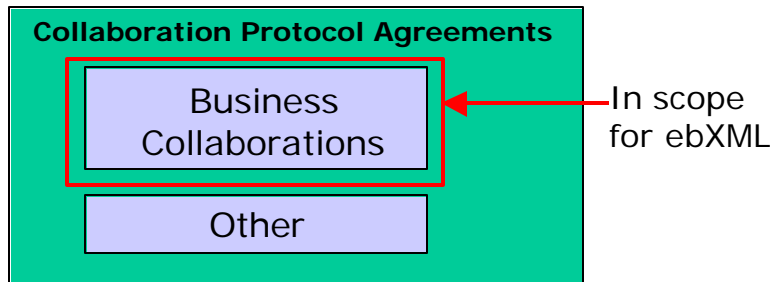 Collaboration Protocol Agreements
Business
Collaborations
In scope
for ebXML
Other